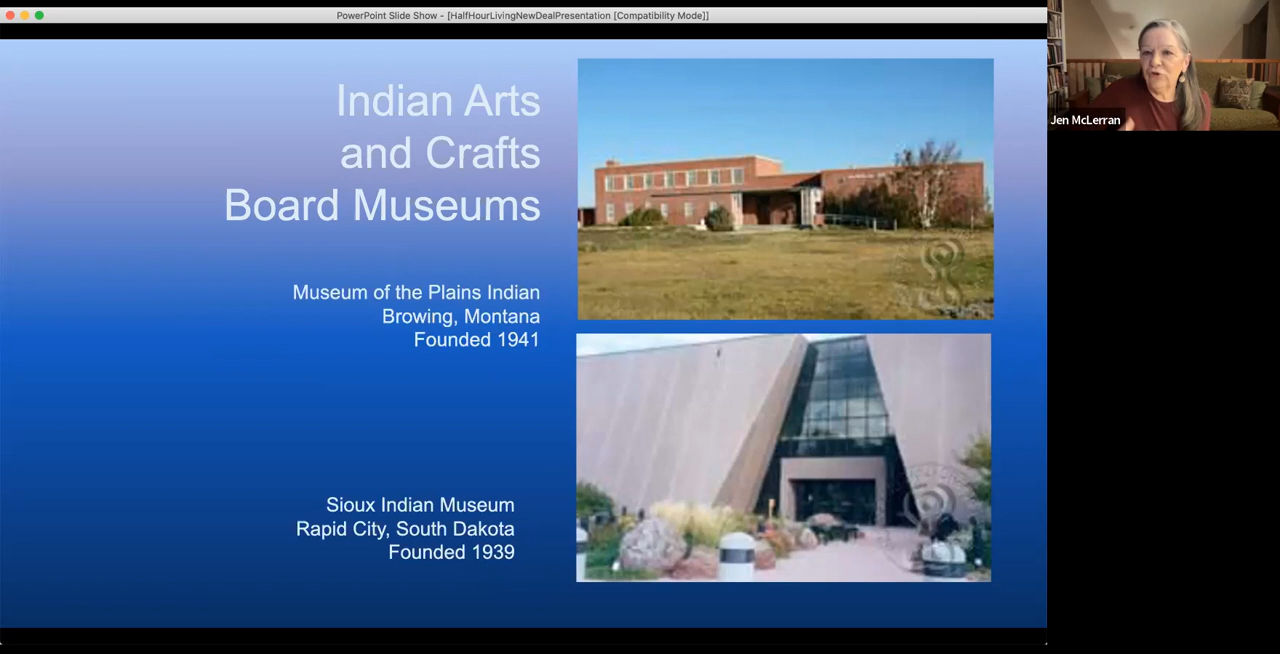 PowerPoint Slide Show - [HalfHourLivingNewDealPresentation [Compatibility Mode]]
Indian Arts
and Crafts
Board Museums
Museum of the Plains Indian
Browing, Montana
Founded 1941
Sioux Indian Museum
Rapid City, South Dakota
Founded 1939
Jen McLerran